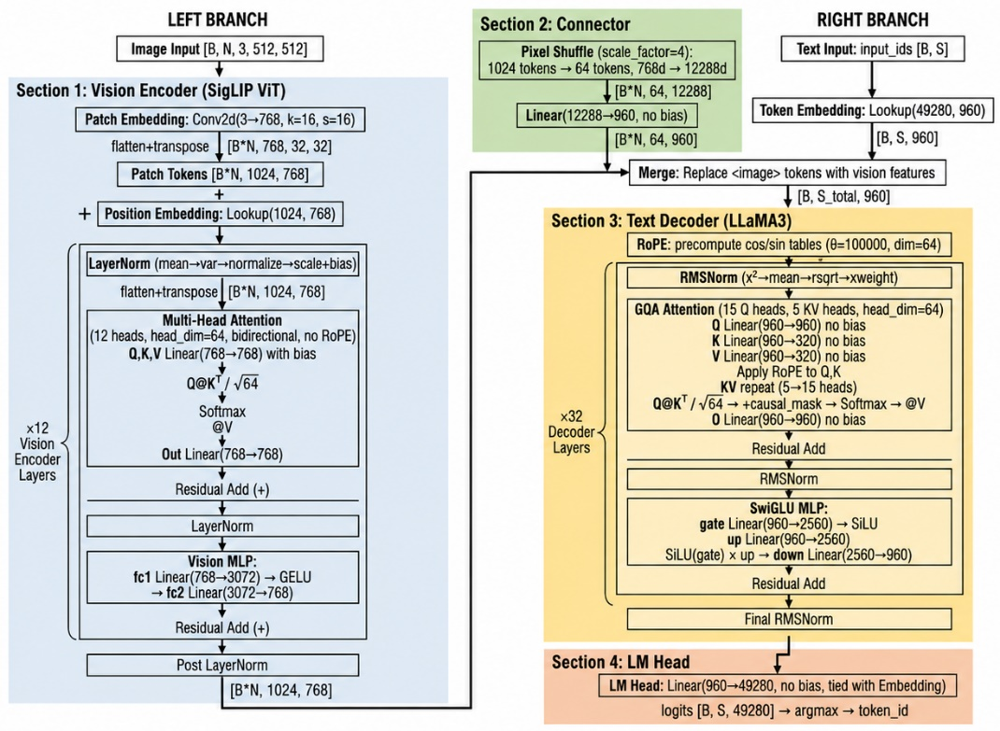 LEFT BRANCH
Image Input [B, N, 3, 512, 512]
Section 1: Vision Encoder (SigLIP ViT)
Patch Embedding: Conv2d(3→768, k=16, s=16)
flatten+transpose
[B*N, 768, 32, 32]
Patch Tokens [B*N, 1024, 768]
+
+
Position Embedding: Lookup(1024, 768)
LayerNorm (mean→var→normalize→scale+bias)
flatten+transpose
[B*N, 1024, 768]
Multi-Head Attention
(12 heads, head_dim=64, bidirectional, no RoPE)
Q,K,V Linear(768→768) with bias
Q@Kᵀ / √64
Softmax
@V
Out Linear(768→768)
Residual Add (+)
LayerNorm
Vision MLP:
fc1 Linear(768→3072) → GELU
→ fc2 Linear(3072→768)
Residual Add (+)
×12
Vision
Encoder
Layers
Post LayerNorm
[B*N, 1024, 768]
Section 2: Connector
Pixel Shuffle (scale_factor=4):
1024 tokens → 64 tokens, 768d → 12288d
[B*N, 64, 12288]
Linear(12288→960, no bias)
[B*N, 64, 960]
RIGHT BRANCH
Text Input: input_ids [B, S]
Token Embedding: Lookup(49280, 960)
[B, S, 960]
Merge: Replace <image> tokens with vision features
[B, S_total, 960]
Section 3: Text Decoder (LLaMA3)
RoPE: precompute cos/sin tables (θ=100000, dim=64)
RMSNorm (x²→mean→rsqrt→xweight)
GQA Attention (15 Q heads, 5 KV heads, head_dim=64)
Q Linear(960→960) no bias
K Linear(960→320) no bias
V Linear(960→320) no bias
Apply RoPE to Q,K
KV repeat (5→15 heads)
Q@Kᵀ / √64 → +causal_mask → Softmax → @V
O Linear(960→960) no bias
Residual Add
RMSNorm
SwiGLU MLP:
gate Linear(960→2560) → SiLU
up Linear(960→2560)
SiLU(gate) × up → down Linear(2560→960)
Residual Add
×32
Decoder
Layers
Final RMSNorm
Section 4: LM Head
LM Head: Linear(960→49280, no bias, tied with Embedding)
logits [B, S, 49280] → argmax → token_id